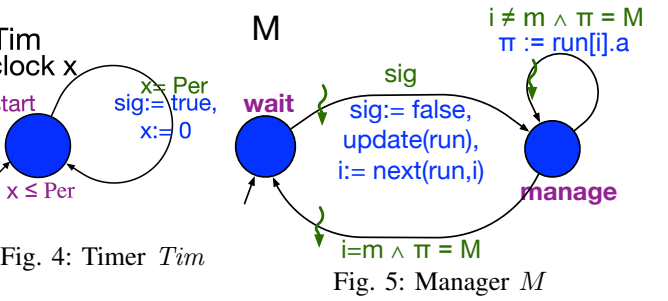 Tim
clock x
start
x= Per
sig:= true,
x:= 0
x ≤ Per
Fig. 4: Timer Tim
M
wait
sig
sig:= false,
update(run),
i:= next(run,i)
i ≠ m ∧ π = M
π := run[i].a
manage
i=m ∧ π = M
Fig. 5: Manager M